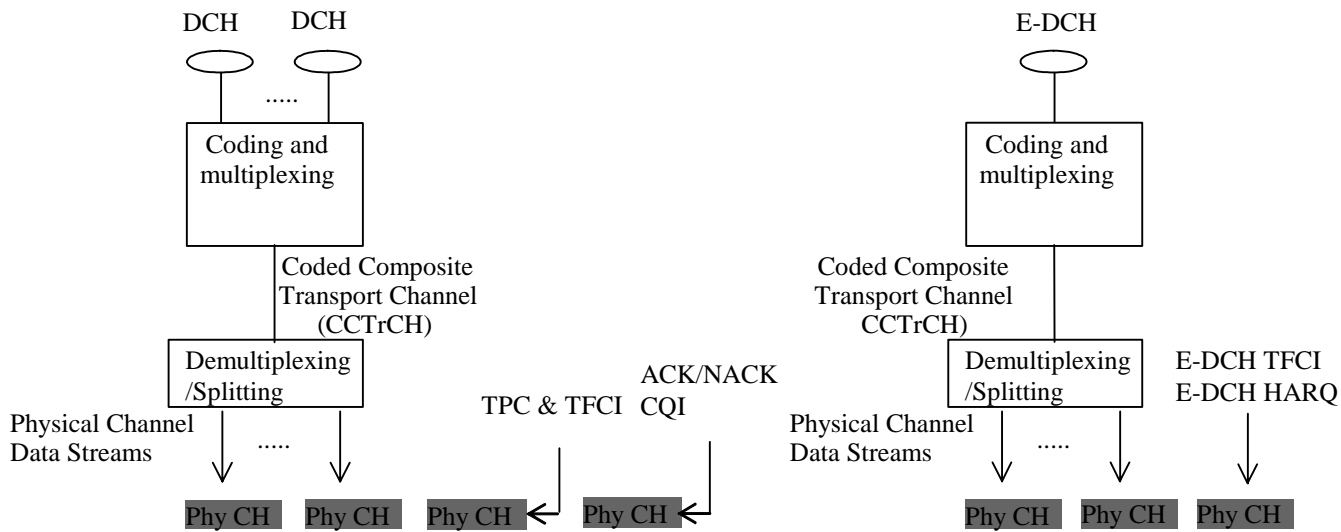 DCH DCH
.....
Coding and
multiplexing
Coded Composite
Transport Channel
(CCTrCH)
Demultiplexing
/Splitting
Physical Channel
Data Streams
.....
TPC & TFCI
ACK/NACK
CQI
Phy CH Phy CH Phy CH Phy CH
E-DCH
Coding and
multiplexing
Coded Composite
Transport Channel
CCTrCH)
Demultiplexing
/Splitting
Physical Channel
Data Streams
.....
E-DCH TFCI
E-DCH HARQ
Phy CH Phy CH Phy CH